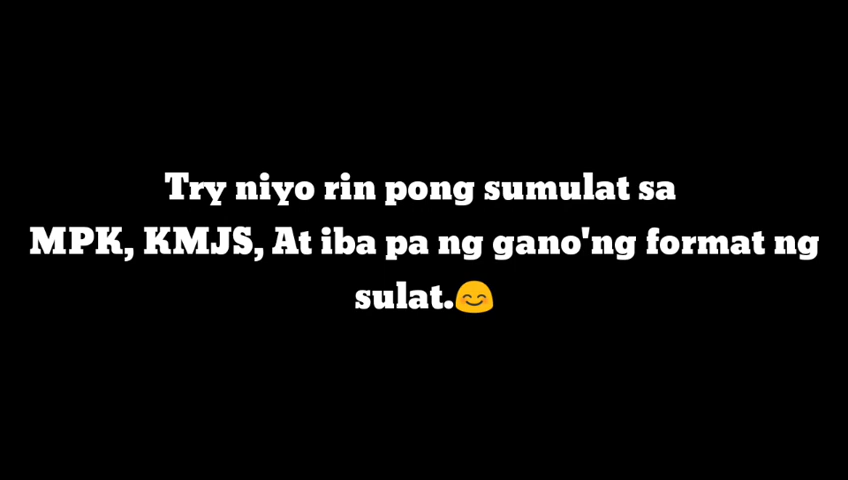 Try niyo rin pong sumulat sa
MPK, KMJS, At iba pa ng gano'ng format ng
sulat.😊